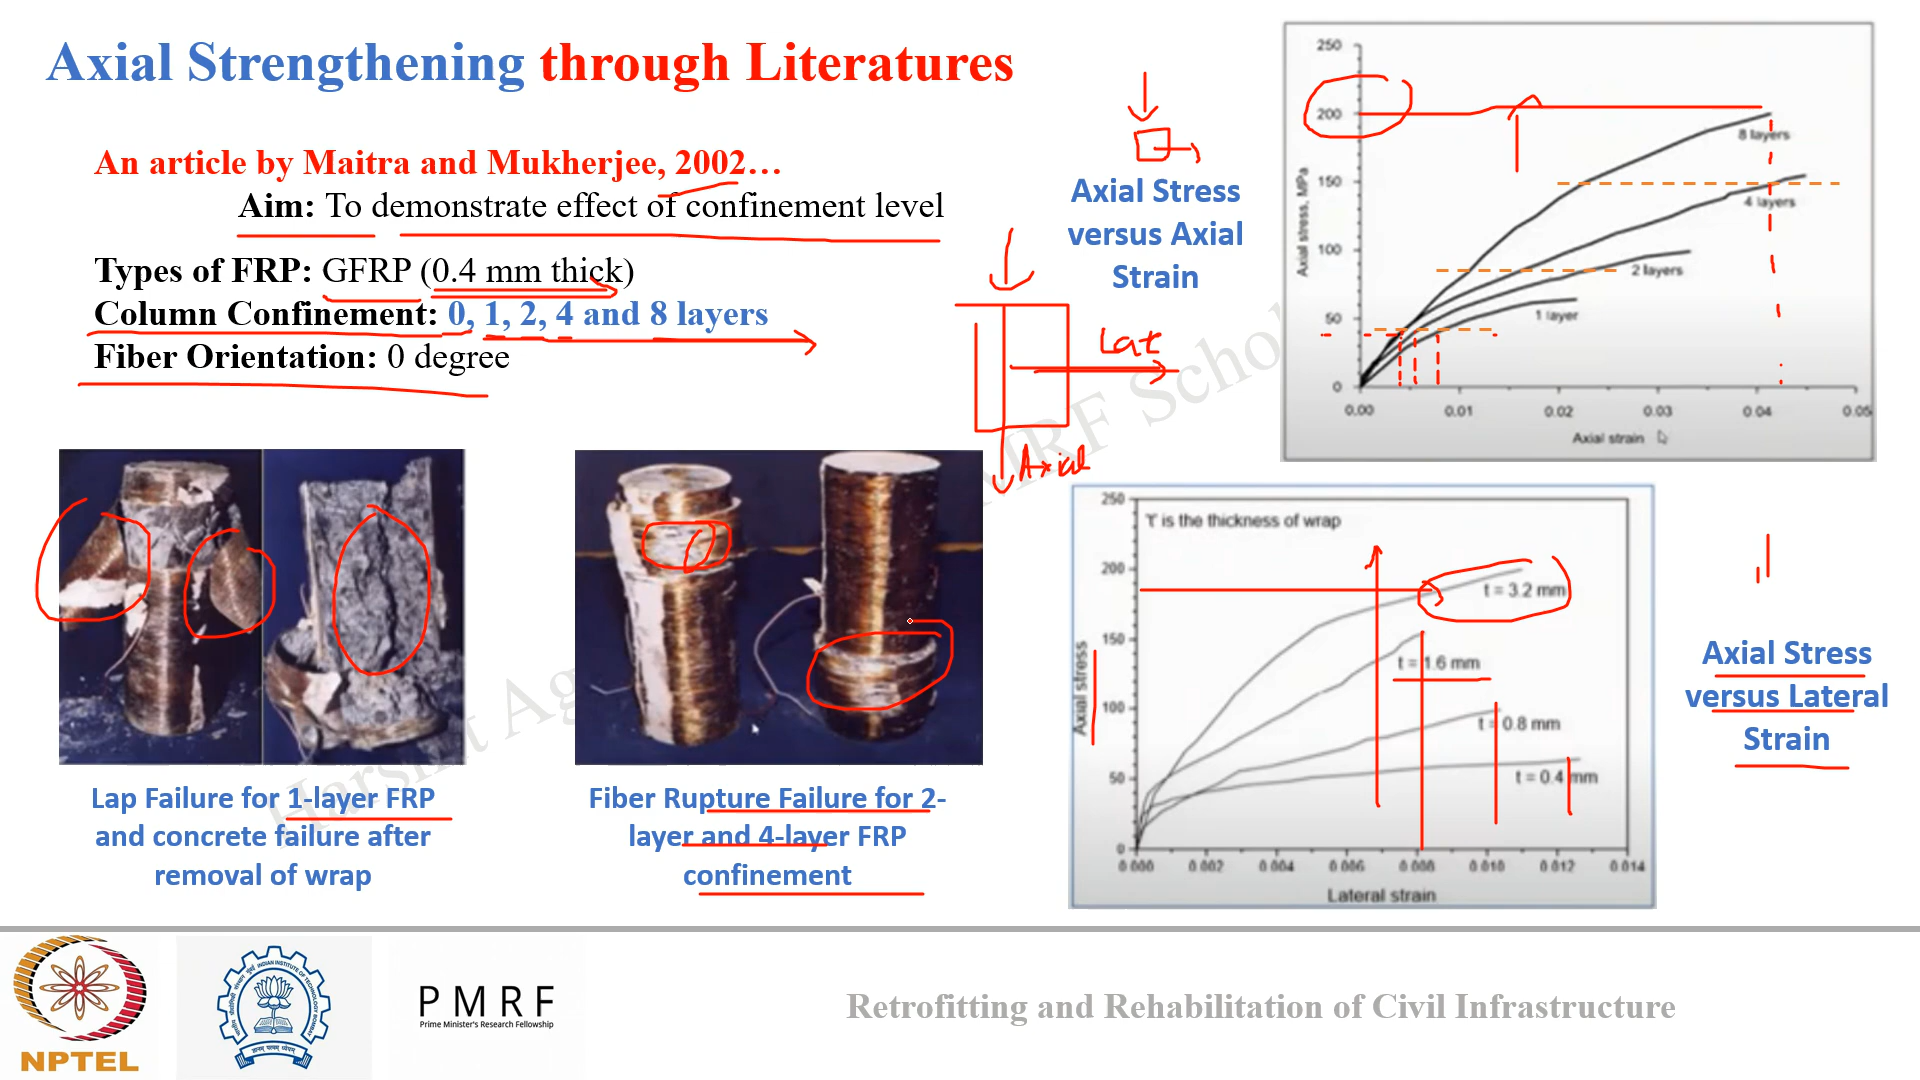 Axial Strengthening through Literatures
An article by Maitra and Mukherjee, 2002…
Aim: To demonstrate effect of confinement level
Types of FRP: GFRP (0.4 mm thick)
Column Confinement: 0, 1, 2, 4 and 8 layers
Fiber Orientation: 0 degree
Lat
Axial
Axial Stress
versus Axial
Strain
250
200
150
100
50
0
Axial stress, MPa
8 layers
4 layers
2 layers
1 layer
0.00 0.01 0.02 0.03 0.04 0.05
Axial strain
Lap Failure for 1-layer FRP
and concrete failure after
removal of wrap
Fiber Rupture Failure for 2-
layer and 4-layer FRP
confinement
250
200
150
100
50
0
Axial stress
't' is the thickness of wrap
t = 3.2 mm
t = 1.6 mm
t = 0.8 mm
t = 0.4 mm
0.000 0.002 0.004 0.006 0.008 0.010 0.012 0.014
Lateral strain
Axial Stress
versus Lateral
Strain
NPTEL
PMRF
Prime Minister's Research Fellowship
Retrofitting and Rehabilitation of Civil Infrastructure